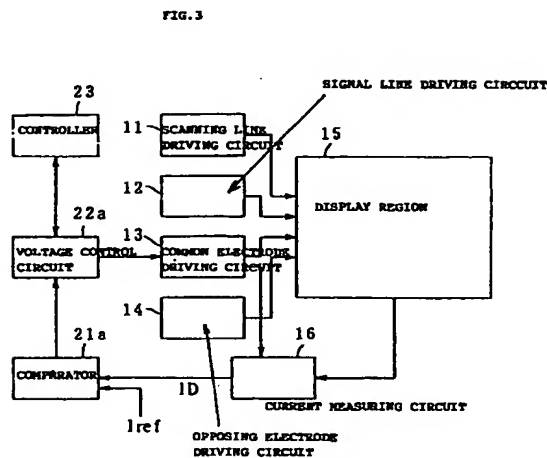 FIG.3
SIGNAL LINE DRIVING CIRCCUIT
23
CONTROLLER
11
SCANNING LINE
DRIVING CIRCUIT
15
12
DISPLAY REGION
22a
VOLTAGE CONTROL
CIRCUIT
13
COMMON ELECTRODE
DRIVING CIRCUIT
14
21a
COMPARATOR
16
ID
Iref
CURRENT MEASURING CIRCUIT
OPPOSING ELECTRODE
DRIVING CIRCUIT